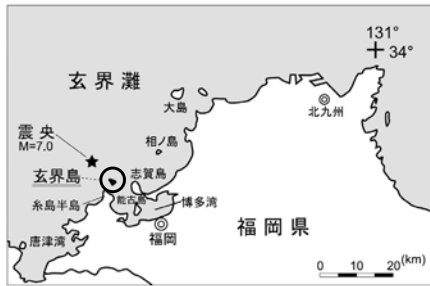 131°
34°
玄界灘
大島
北九州
相ノ島
震央
M=7.0
玄界島
志賀島
糸島半島
能古島
博多湾
福岡
福岡県
唐津湾
(km)
0 10 20